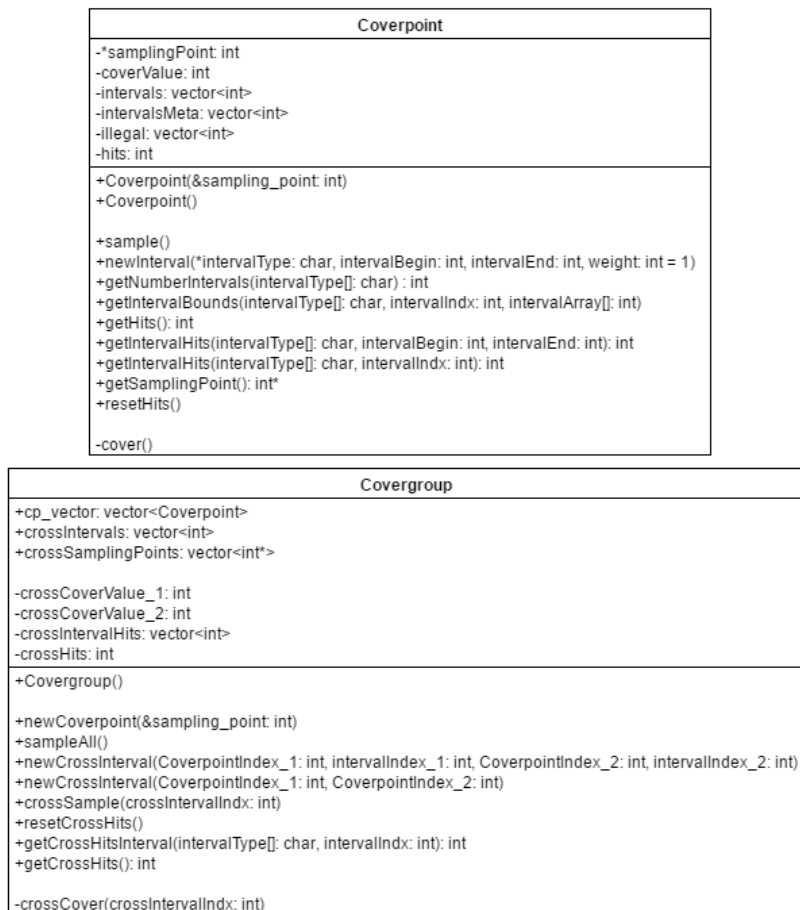 Coverpoint
-*samplingPoint: int
-coverValue: int
-intervals: vector<int>
-intervalsMeta: vector<int>
-illegal: vector<int>
-hits: int
+Coverpoint(&sampling_point: int)
+Coverpoint()
+sample()
+newInterval(*intervalType: char, intervalBegin: int, intervalEnd: int, weight: int = 1)
+getNumberIntervals(intervalType[]: char) : int
+getIntervalBounds(intervalType[]: char, intervalIndx: int, intervalArray[]: int)
+getHits(): int
+getIntervalHits(intervalType[]: char, intervalBegin: int, intervalEnd: int): int
+getIntervalHits(intervalType[]: char, intervalIndx: int): int
+getSamplingPoint(): int*
+resetHits()
-cover()
Covergroup
+cp_vector: vector<Coverpoint>
+crossIntervals: vector<int>
+crossSamplingPoints: vector<int*>
-crossCoverValue_1: int
-crossCoverValue_2: int
-crossIntervalHits: vector<int>
-crossHits: int
+Covergroup()
+newCoverpoint(&sampling_point: int)
+sampleAll()
+newCrossInterval(CoverpointIndex_1: int, intervalIndex_1: int, CoverpointIndex_2: int, intervalIndex_2: int)
+newCrossInterval(CoverpointIndex_1: int, CoverpointIndex_2: int)
+crossSample(crossIntervalIndx: int)
+resetCrossHits()
+getCrossHitsInterval(intervalType[]: char, intervalIndx: int): int
+getCrossHits(): int
-crossCover(crossIntervalIndx: int)